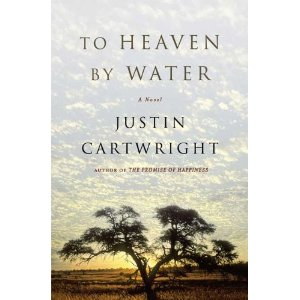 TO HEAVEN
BY WATER
A Novel
JUSTIN
CARTWRIGHT
AUTHOR OF THE PROMISE OF HAPPINESS